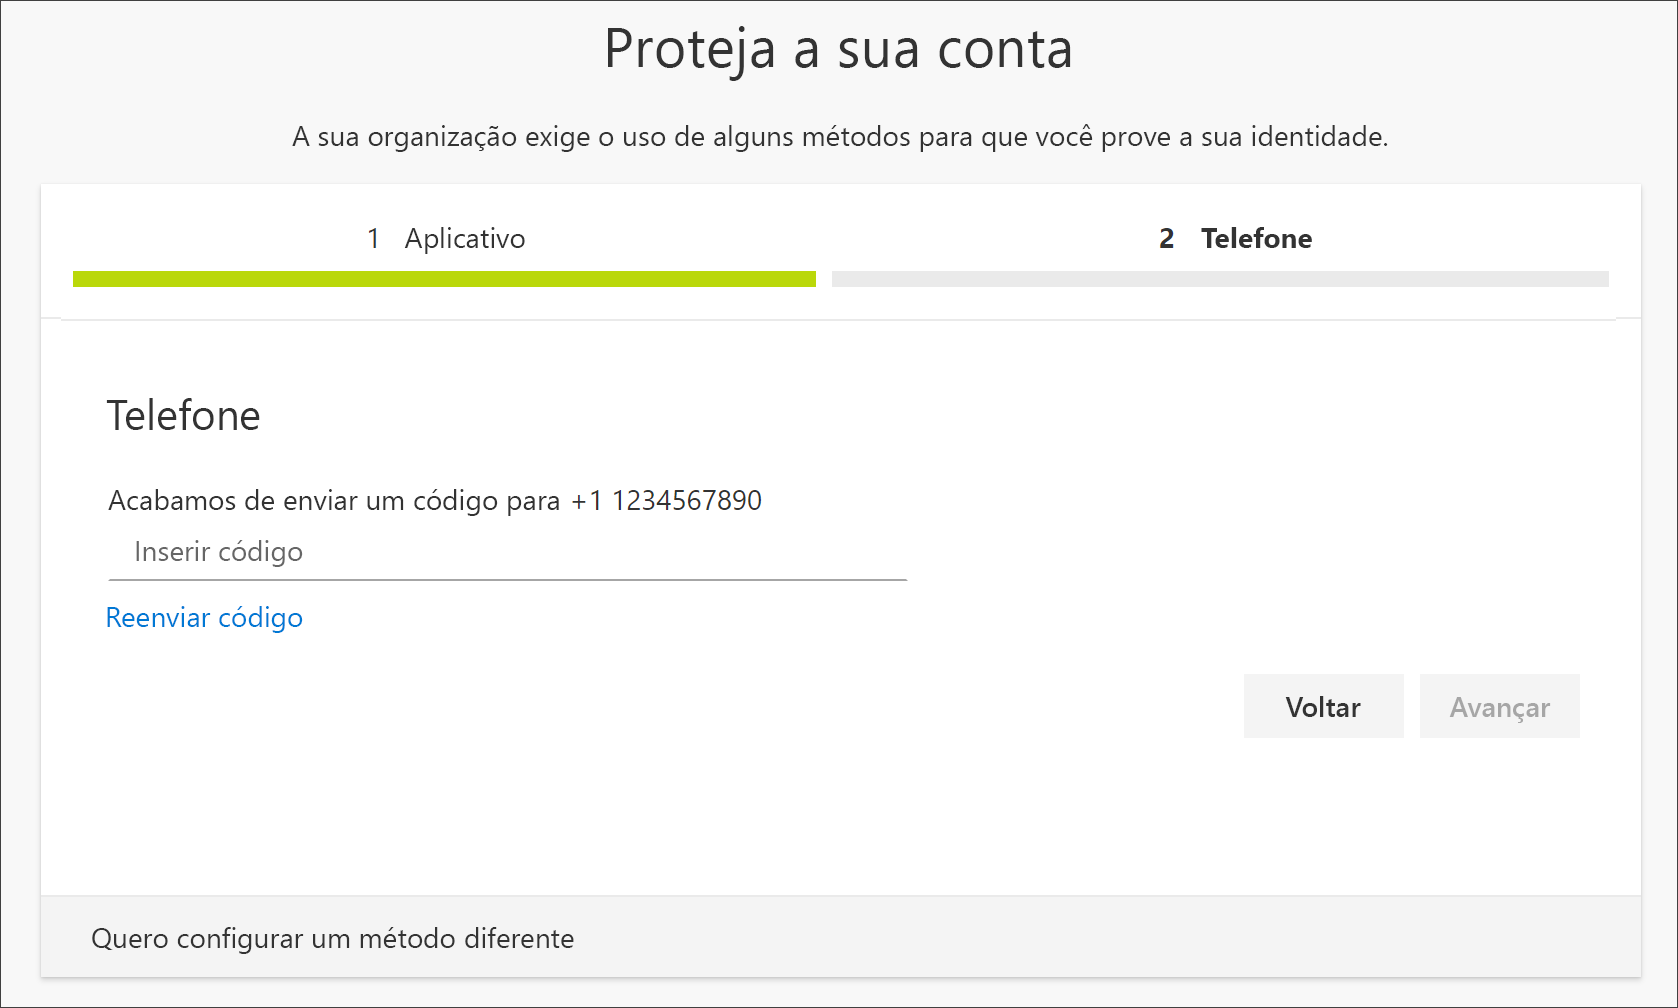 Proteja a sua conta
A sua organização exige o uso de alguns métodos para que você prove a sua identidade.
1 Aplicativo
2 Telefone
Telefone
Acabamos de enviar um código para +1 1234567890
Inserir código
Reenviar código
Voltar
Avançar
Quero configurar um método diferente